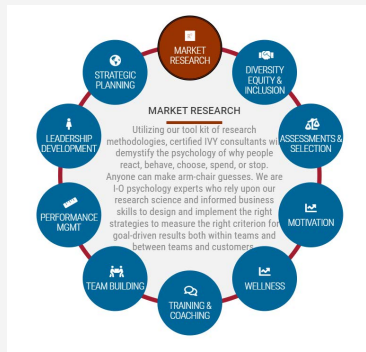 MARKET
RESEARCH
DIVERSITY
EQUITY &
INCLUSION
ASSESSMENTS &
SELECTION
MOTIVATION
WELLNESS
TRAINING &
COACHING
TEAM BUILDING
PERFORMANCE
MGMT
LEADERSHIP
DEVELOPMENT
STRATEGIC
PLANNING
MARKET RESEARCH
Utilizing our tool kit of research
methodologies, certified IVY consultants will
demystify the psychology of why people
react, behave, choose, spend, or stop.
Anyone can make arm-chair guesses. We are
I-O psychology experts who rely upon our
research science and informed business
skills to design and implement the right
strategies to measure the right criterion for
goal-driven results both within teams and
between teams and customers.